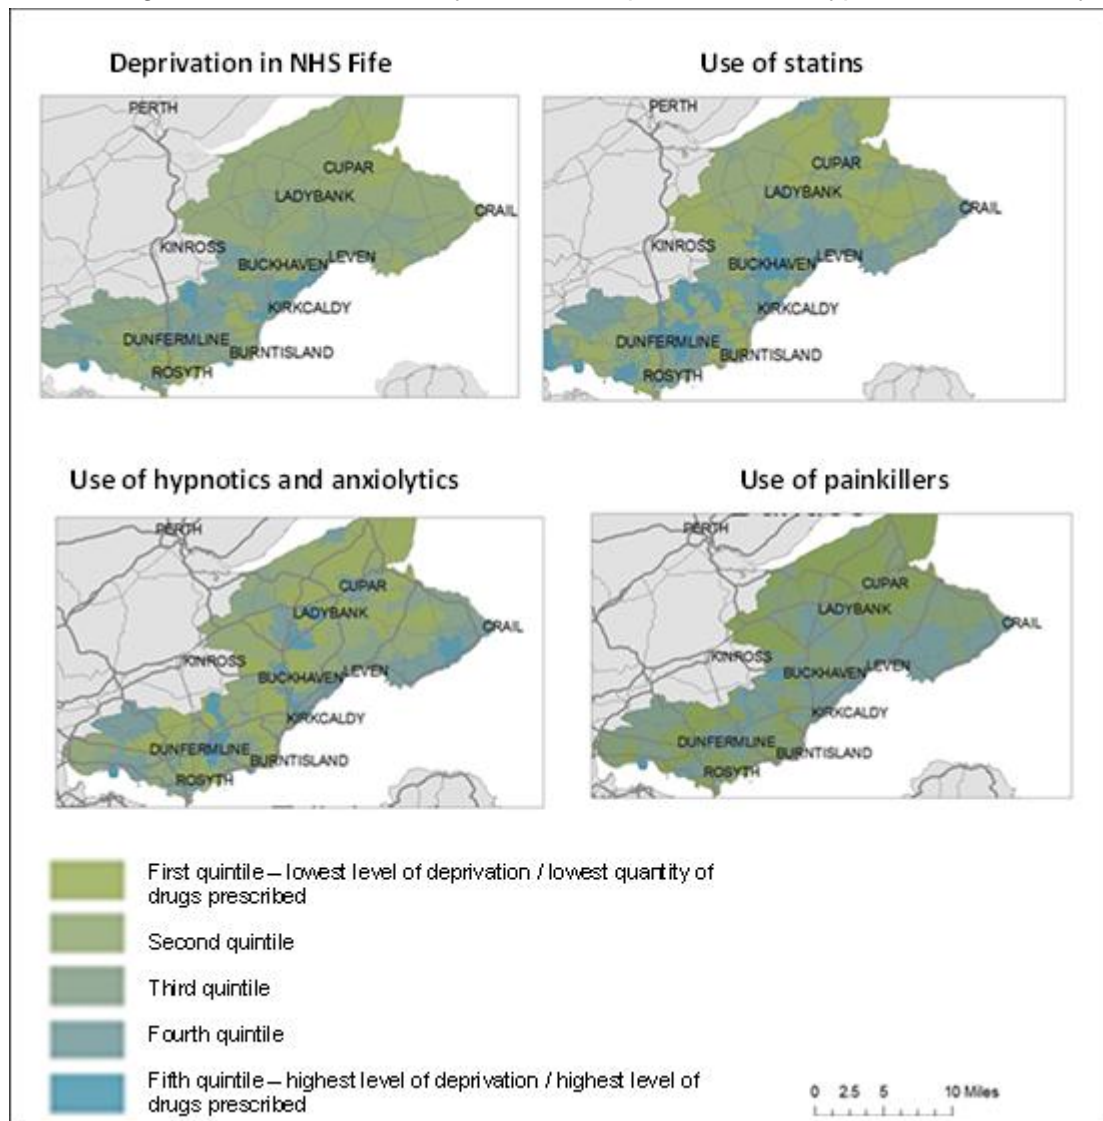 Deprivation in NHS Fife
Use of statins
PERTH
CUPAR
LADYBANK
CRAIL
KINROSS
LEVEN
BUCKHAVEN
KIRKCALDY
DUNFERMLINE
BURNTISLAND
ROSYTH
PERTH
CUPAR
LADYBANK
CRAIL
KINROSS
LEVEN
BUCKHAVEN
KIRKCALDY
DUNFERMLINE
BURNTISLAND
ROSYTH
Use of hypnotics and anxiolytics
Use of painkillers
PERTH
CUPAR
LADYBANK
CRAIL
KINROSS
LEVEN
BUCKHAVEN
KIRKCALDY
DUNFERMLINE
BURNTISLAND
ROSYTH
PERTH
CUPAR
LADYBANK
CRAIL
KINROSS
LEVEN
BUCKHAVEN
KIRKCALDY
DUNFERMLINE
BURNTISLAND
ROSYTH
First quintile – lowest level of deprivation / lowest quantity of
drugs prescribed
Second quintile
Third quintile
Fourth quintile
Fifth quintile – highest level of deprivation / highest level of
drugs prescribed
0 2.5 5 10 Miles